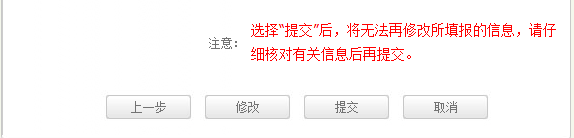 注意： 选择“提交”后，将无法再修改所填报的信息，请仔
细核对有关信息后再提交。
上一步 修改 提交 取消